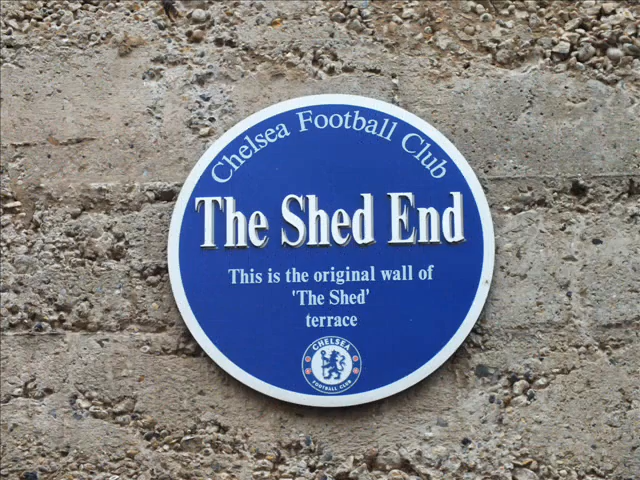 Chelsea Football Club
The Shed End
This is the original wall of
'The Shed'
terrace
CHELSEA
FOOTBALL CLUB